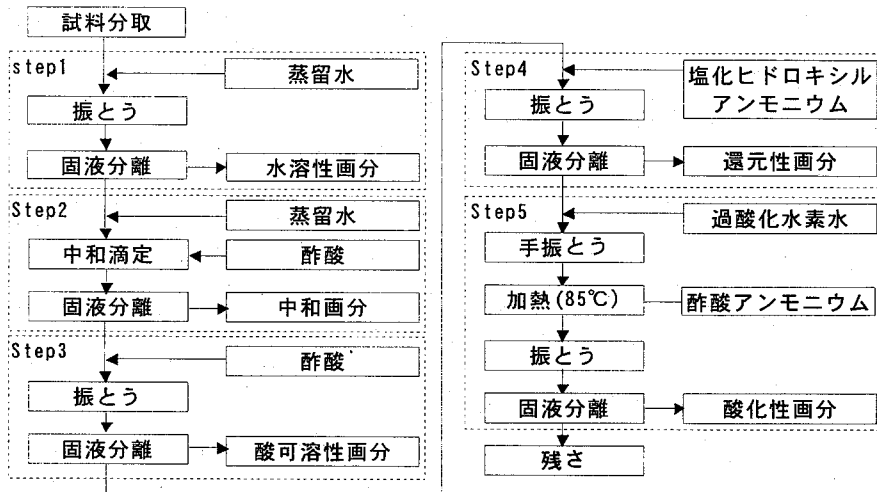 試料分取
step1
蒸留水
振とう
固液分離
水溶性画分
Step2
蒸留水
中和滴定
酢酸
固液分離
中和画分
Step3
酢酸
振とう
固液分離
酸可溶性画分
Step4
塩化ヒドロキシル
アンモニウム
振とう
固液分離
還元性画分
Step5
過酸化水素水
手振とう
加熱(85℃)
酢酸アンモニウム
振とう
固液分離
酸化性画分
残さ